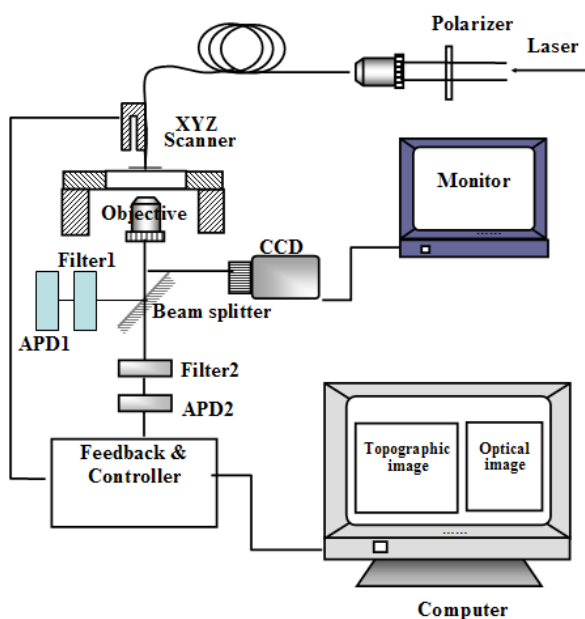 Polarizer
Laser
XYZ
Scanner
Monitor
Objective
CCD
Filter1
Beam splitter
APD1
Filter2
APD2
Feedback &
Controller
Topographic
image
Optical
image
Computer